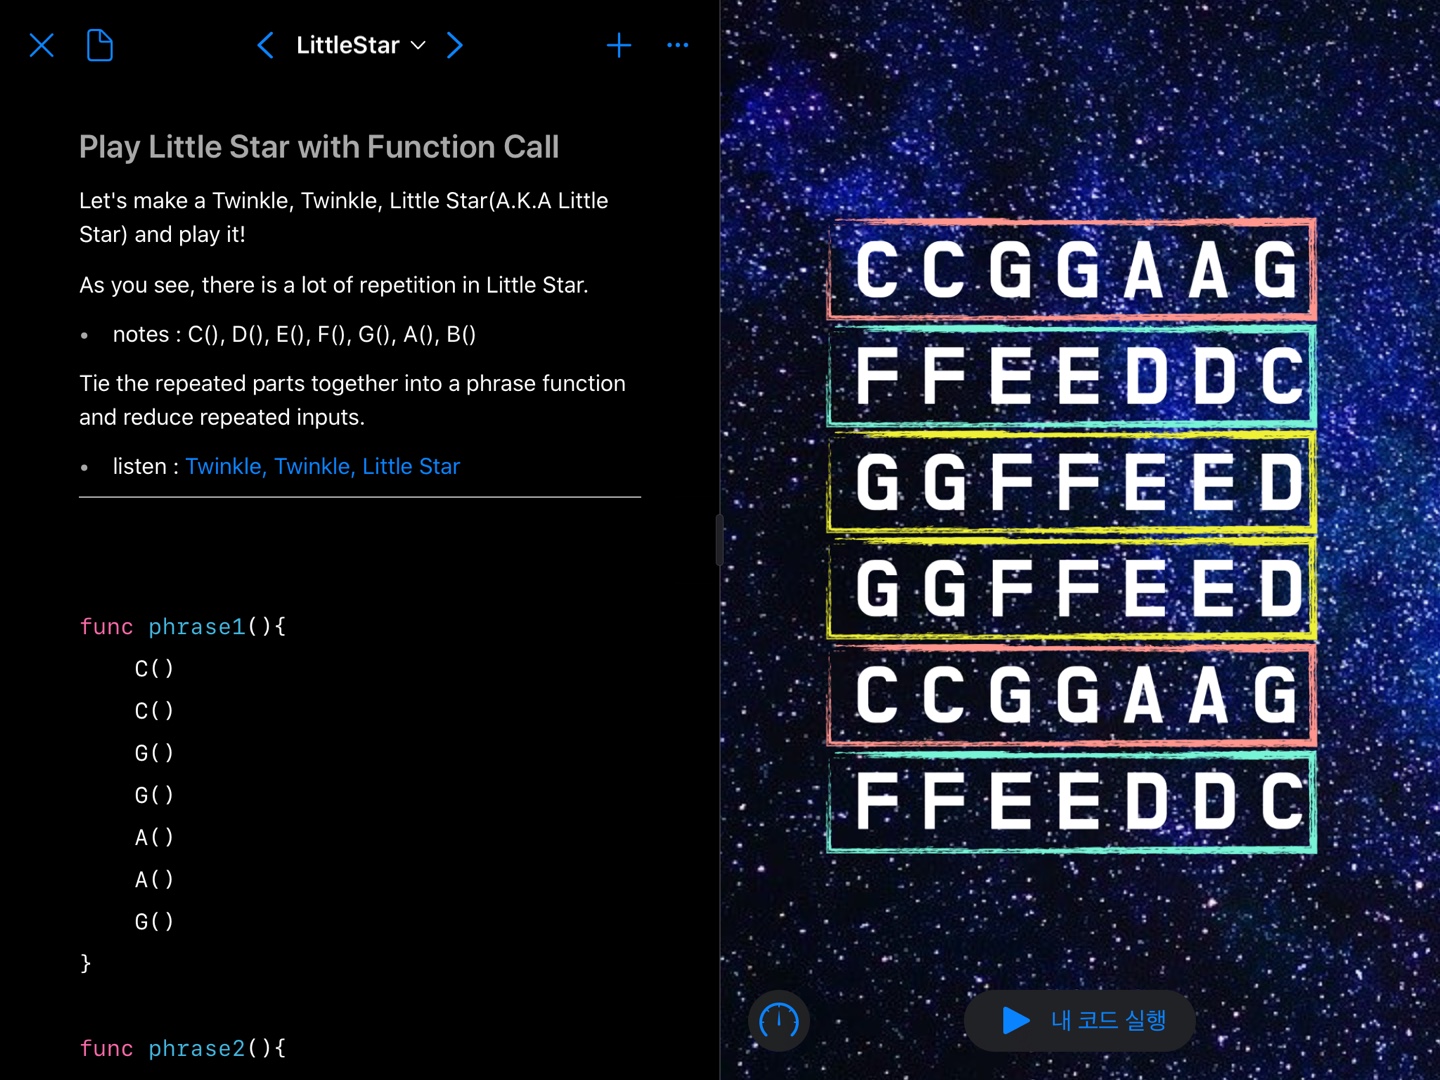 LittleStar
Play Little Star with Function Call
Let's make a Twinkle, Twinkle, Little Star(A.K.A Little
Star) and play it!
As you see, there is a lot of repetition in Little Star.
• notes : C(), D(), E(), F(), G(), A(), B()
Tie the repeated parts together into a phrase function
and reduce repeated inputs.
• listen : Twinkle, Twinkle, Little Star
func phrase1(){
C()
C()
G()
G()
A()
A()
G()
}
func phrase2(){
C C G G A A G
F F E E D D C
G G F F E E D
G G F F E E D
C C G G A A G
F F E E D D C
내 코드 실행